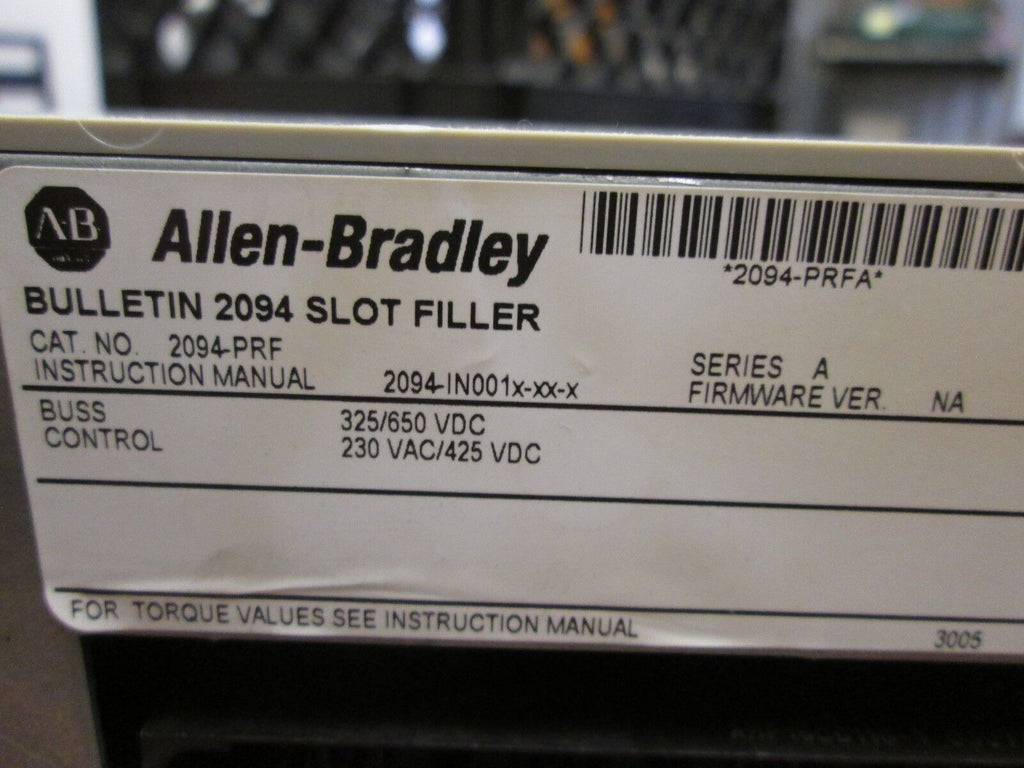 A-B
Allen-Bradley
*2094-PRFA*
BULLETIN 2094 SLOT FILLER
CAT. NO. 2094-PRF
SERIES A
INSTRUCTION MANUAL 2094-IN001x-xx-x
FIRMWARE VER. NA
BUSS 325/650 VDC
CONTROL 230 VAC/425 VDC
FOR TORQUE VALUES SEE INSTRUCTION MANUAL
3005